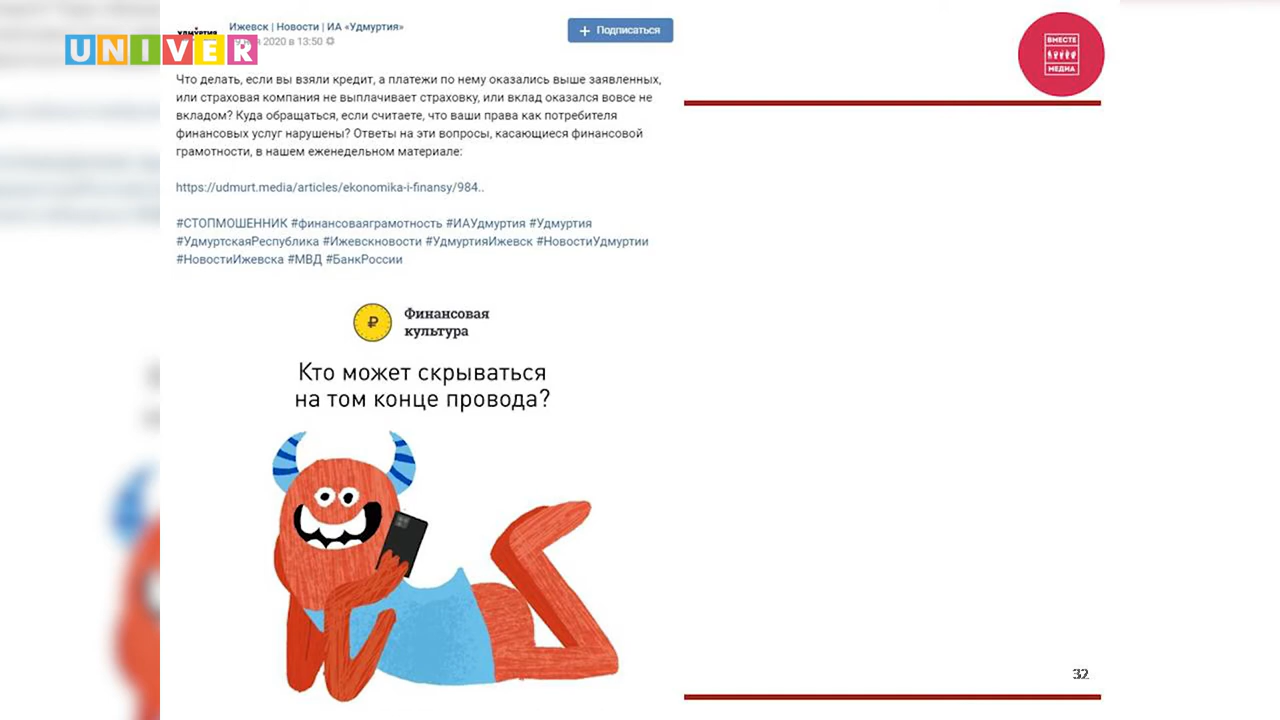 Ижевск | Новости | ИА «Удмуртия»
2020 в 13:50
Подписаться
UNIVER
ВМЕСТЕ
МЕДИА
Что делать, если вы взяли кредит, а платежи по нему оказались выше заявленных,
или страховая компания не выплачивает страховку, или вклад оказался вовсе не
вкладом? Куда обращаться, если считаете, что ваши права как потребителя
финансовых услуг нарушены? Ответы на эти вопросы, касающиеся финансовой
грамотности, в нашем еженедельном материале:
https://udmurt.media/articles/ekonomika-i-finansy/984..
#СТОПМОШЕННИК #финансоваяграмотность #ИАУдмуртия #Удмуртия
#УдмуртскаяРеспублика #Ижевскновости #УдмуртияИжевск #НовостиУдмуртии
#НовостиИжевска #МВД #БанкРоссии
₽
Финансовая
культура
Кто может скрываться
на том конце провода?
32